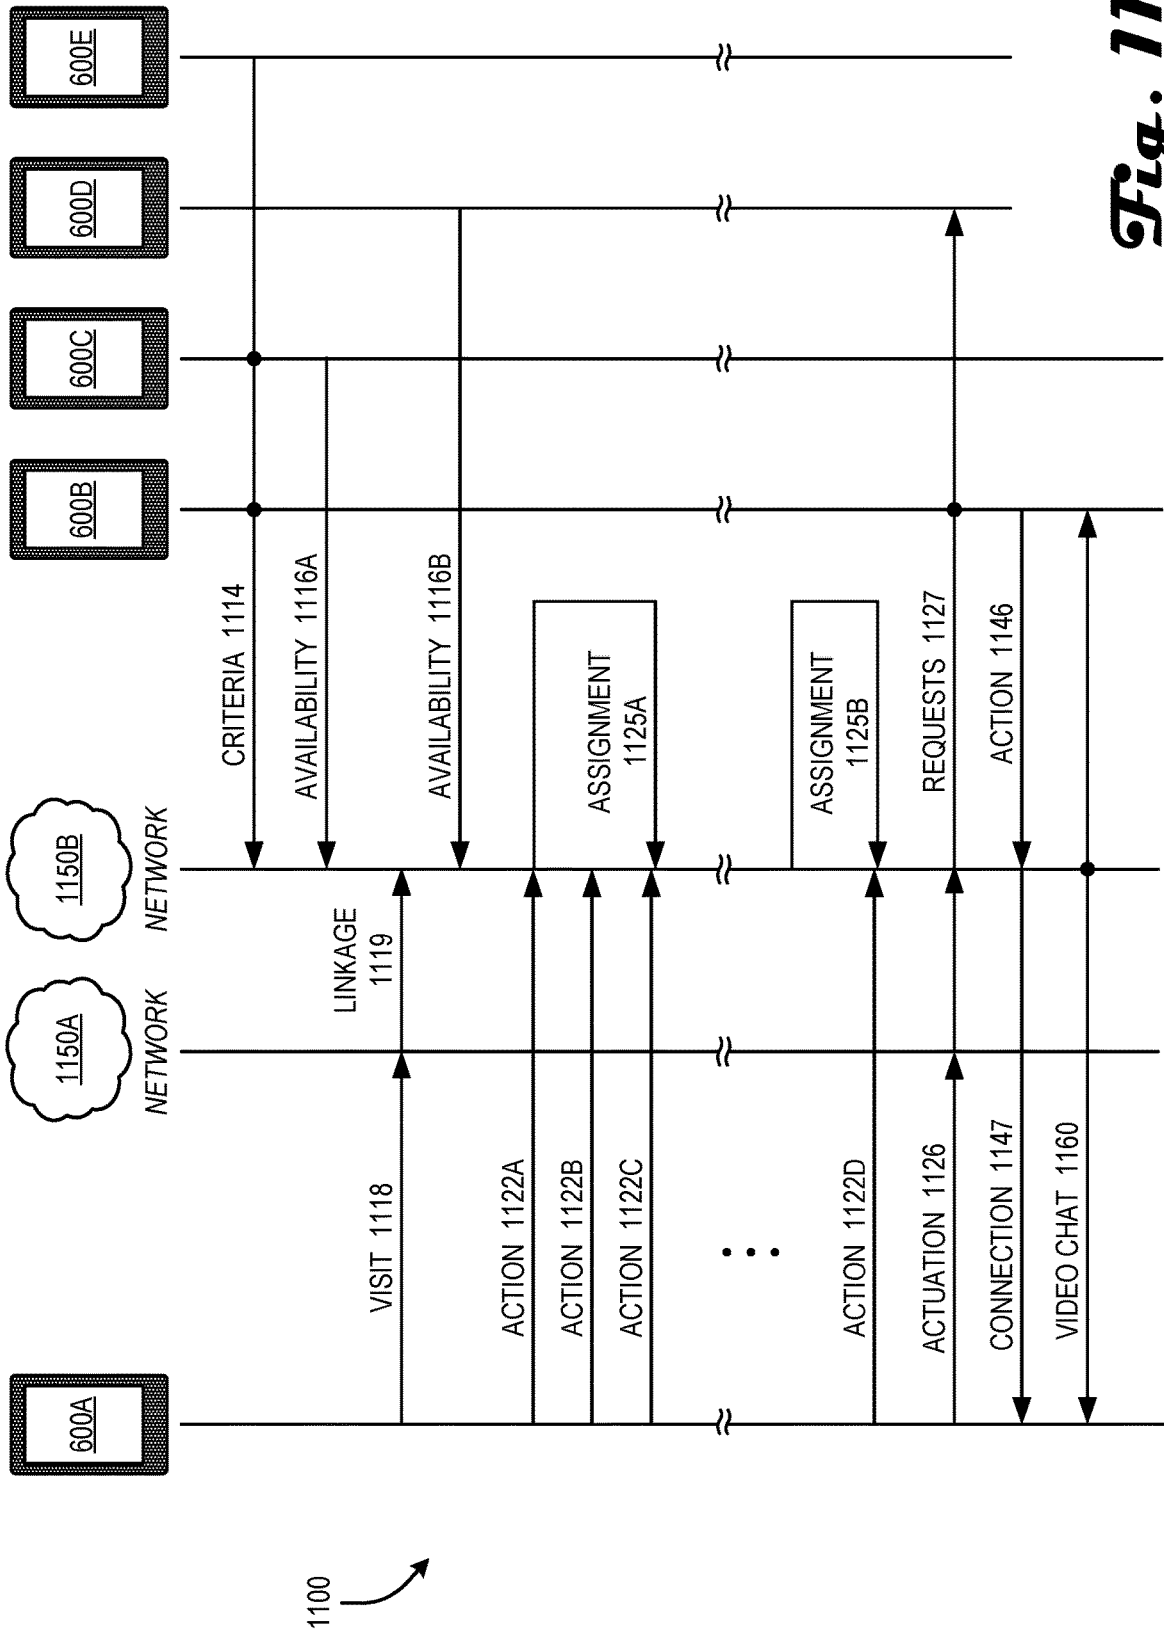 1100
600A
1150A
NETWORK
1150B
NETWORK
600B
600C
600D
600E
CRITERIA 1114
AVAILABILITY 1116A
VISIT 1118
LINKAGE
1119
AVAILABILITY 1116B
ACTION 1122A
ACTION 1122B
ACTION 1122C
ASSIGNMENT
1125A
ASSIGNMENT
1125B
ACTION 1122D
ACTUATION 1126
REQUESTS 1127
CONNECTION 1147
ACTION 1146
VIDEO CHAT 1160
Fig. 11